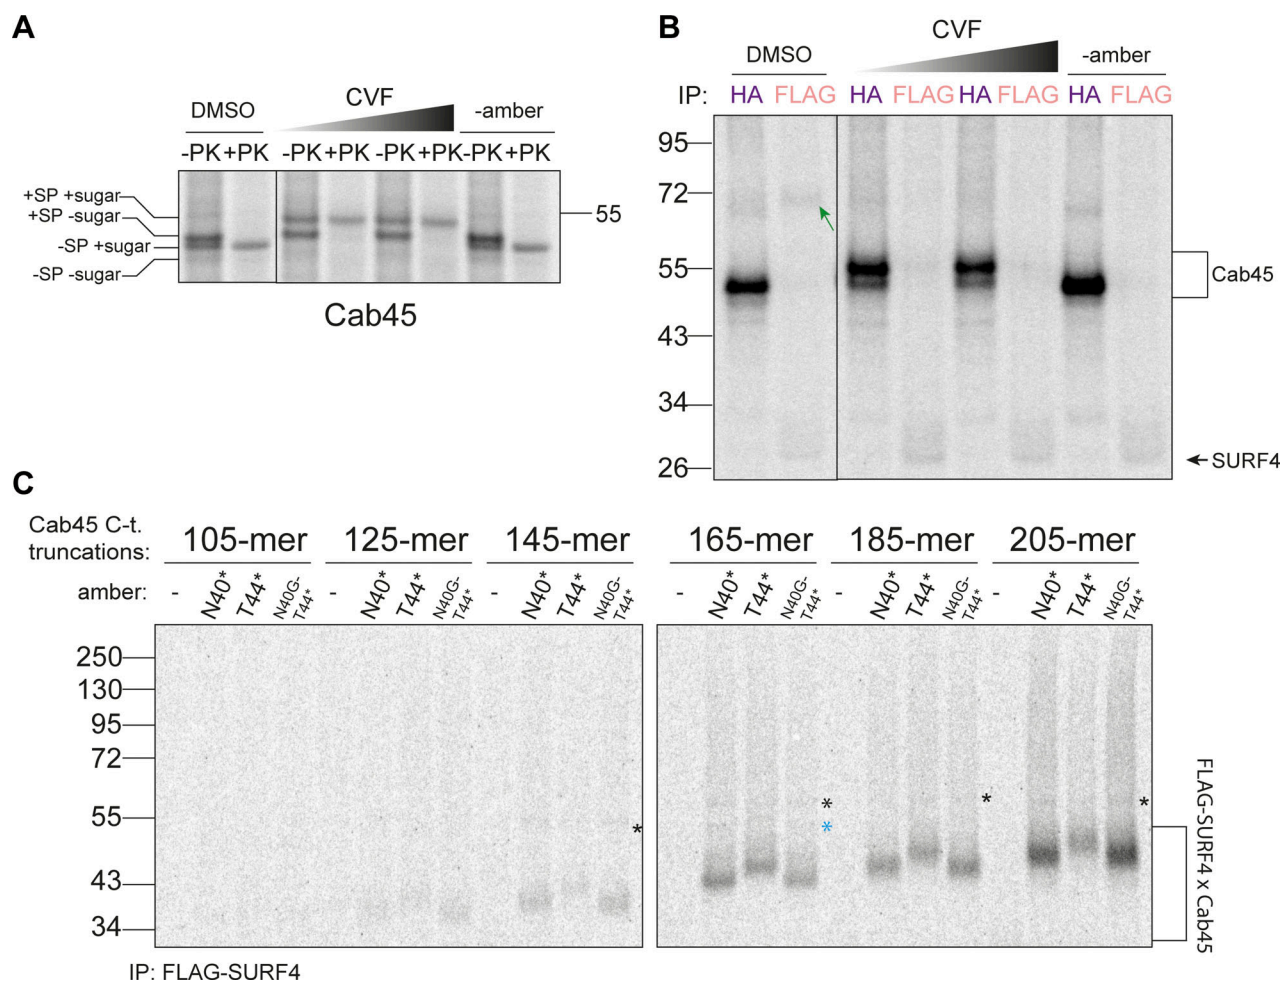 A
DMSO
CVF
-amber
-PK+PK -PK+PK -PK+PK-PK+PK
+SP +sugar
+SP -sugar
-SP +sugar
-SP -sugar
55
Cab45
B
CVF
DMSO
-amber
IP: HA FLAG HA FLAG HA FLAG HA FLAG
95
72
55
43
34
26
Cab45
SURF4
C
Cab45 C-t.
truncations:
105-mer 125-mer 145-mer 165-mer 185-mer 205-mer
amber:
- N40* T44* N40G-T44*
- N40* T44* N40G-T44*
- N40* T44* N40G-T44*
- N40* T44* N40G-T44*
- N40* T44* N40G-T44*
- N40* T44* N40G-T44*
250
130
95
72
55
43
34
*
*
*
*
*
FLAG-SURF4 x Cab45
IP: FLAG-SURF4